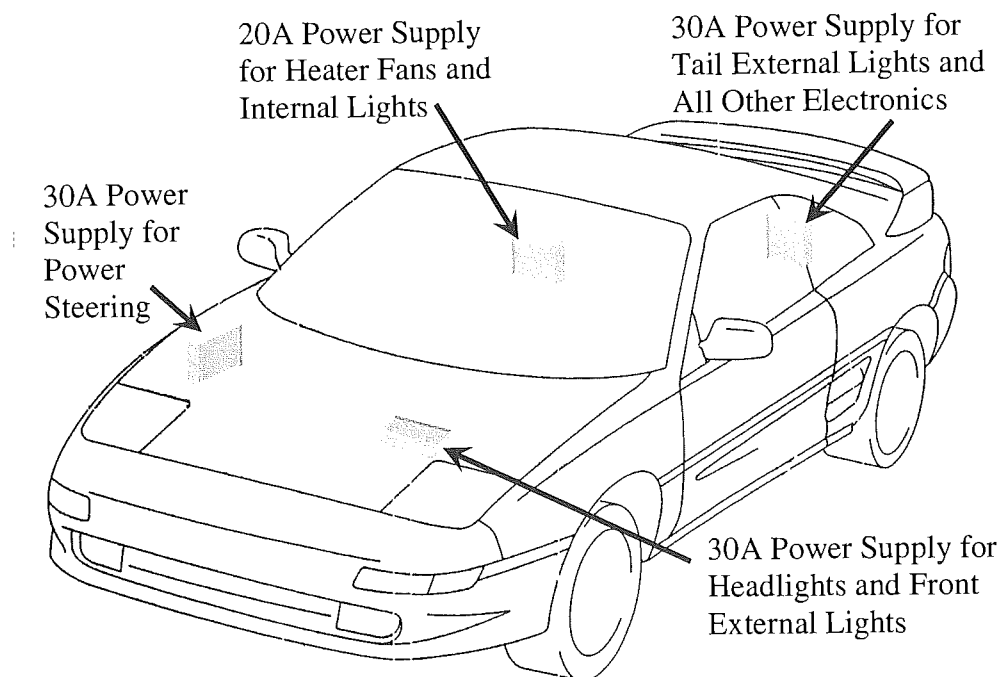 20A Power Supply
for Heater Fans and
Internal Lights
30A Power Supply for
Tail External Lights and
All Other Electronics
30A Power
Supply for
Power
Steering
30A Power Supply for
Headlights and Front
External Lights